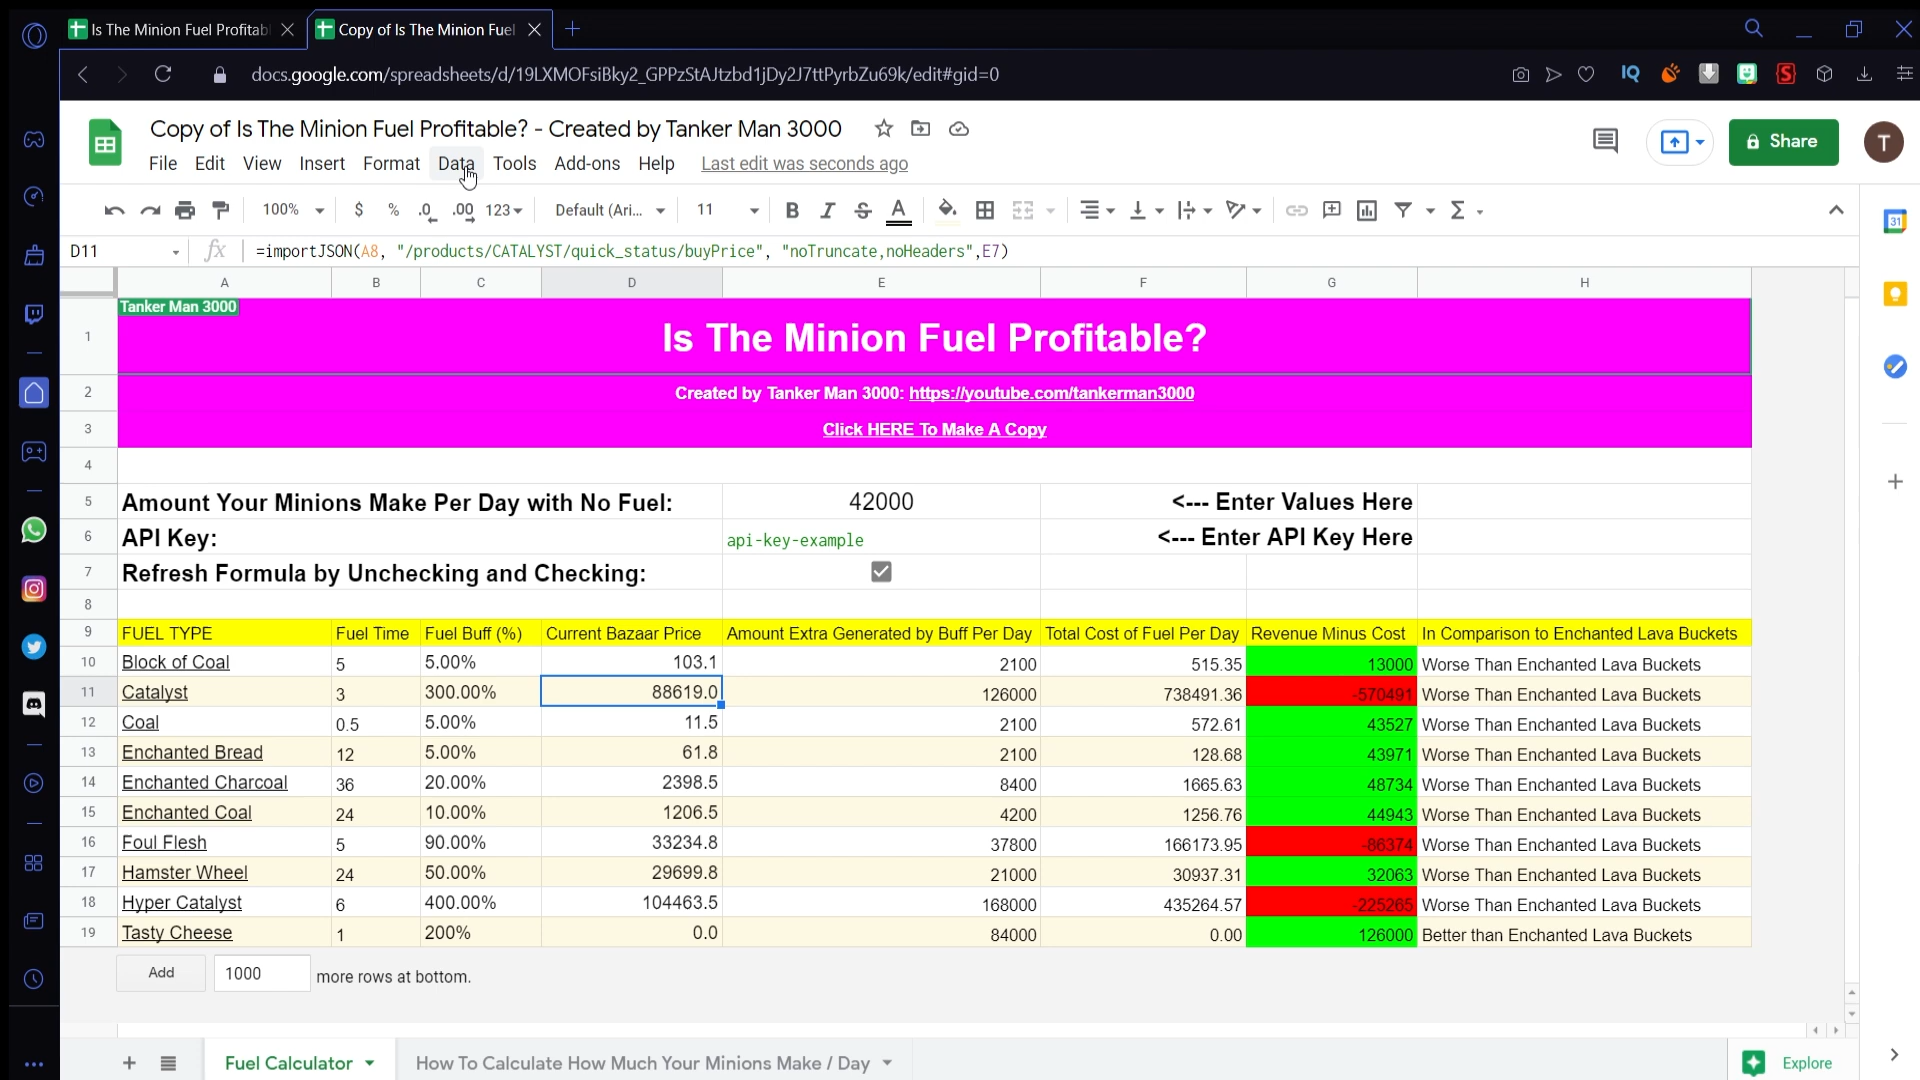 Is The Minion Fuel Profitab
Copy of Is The Minion Fuel
docs.google.com/spreadsheets/d/19LXMOFsiBky2_GPPzStAJtzbd1jDy2J7ttPyrbZu69k/edit#gid=0
IQ
S
Copy of Is The Minion Fuel Profitable? - Created by Tanker Man 3000
File Edit View Insert Format Data Tools Add-ons Help Last edit was seconds ago
Share
T
100% $ % .0 .00 123 Default (Ari... 11 B I S A Σ
31
D11 fx =importJSON(A8, "/products/CATALYST/quick_status/buyPrice", "noTruncate,noHeaders",E7)
A B C D E F G H
Tanker Man 3000
1 Is The Minion Fuel Profitable?
2 Created by Tanker Man 3000: https://youtube.com/tankerman3000
3 Click HERE To Make A Copy
4
5 Amount Your Minions Make Per Day with No Fuel: 42000 <--- Enter Values Here
6 API Key: api-key-example <--- Enter API Key Here
7 Refresh Formula by Unchecking and Checking:
8
9 FUEL TYPE Fuel Time Fuel Buff (%) Current Bazaar Price Amount Extra Generated by Buff Per Day Total Cost of Fuel Per Day Revenue Minus Cost In Comparison to Enchanted Lava Buckets
10 Block of Coal 5 5.00% 103.1 2100 515.35 13000 Worse Than Enchanted Lava Buckets
11 Catalyst 3 300.00% 88619.0 126000 738491.36 -570491 Worse Than Enchanted Lava Buckets
12 Coal 0.5 5.00% 11.5 2100 572.61 43527 Worse Than Enchanted Lava Buckets
13 Enchanted Bread 12 5.00% 61.8 2100 128.68 43971 Worse Than Enchanted Lava Buckets
14 Enchanted Charcoal 36 20.00% 2398.5 8400 1665.63 48734 Worse Than Enchanted Lava Buckets
15 Enchanted Coal 24 10.00% 1206.5 4200 1256.76 44943 Worse Than Enchanted Lava Buckets
16 Foul Flesh 5 90.00% 33234.8 37800 166173.95 -86374 Worse Than Enchanted Lava Buckets
17 Hamster Wheel 24 50.00% 29699.8 21000 30937.31 32063 Worse Than Enchanted Lava Buckets
18 Hyper Catalyst 6 400.00% 104463.5 168000 435264.57 -225265 Worse Than Enchanted Lava Buckets
19 Tasty Cheese 1 200% 0.0 84000 0.00 126000 Better than Enchanted Lava Buckets
Add 1000 more rows at bottom.
Fuel Calculator How To Calculate How Much Your Minions Make / Day Explore